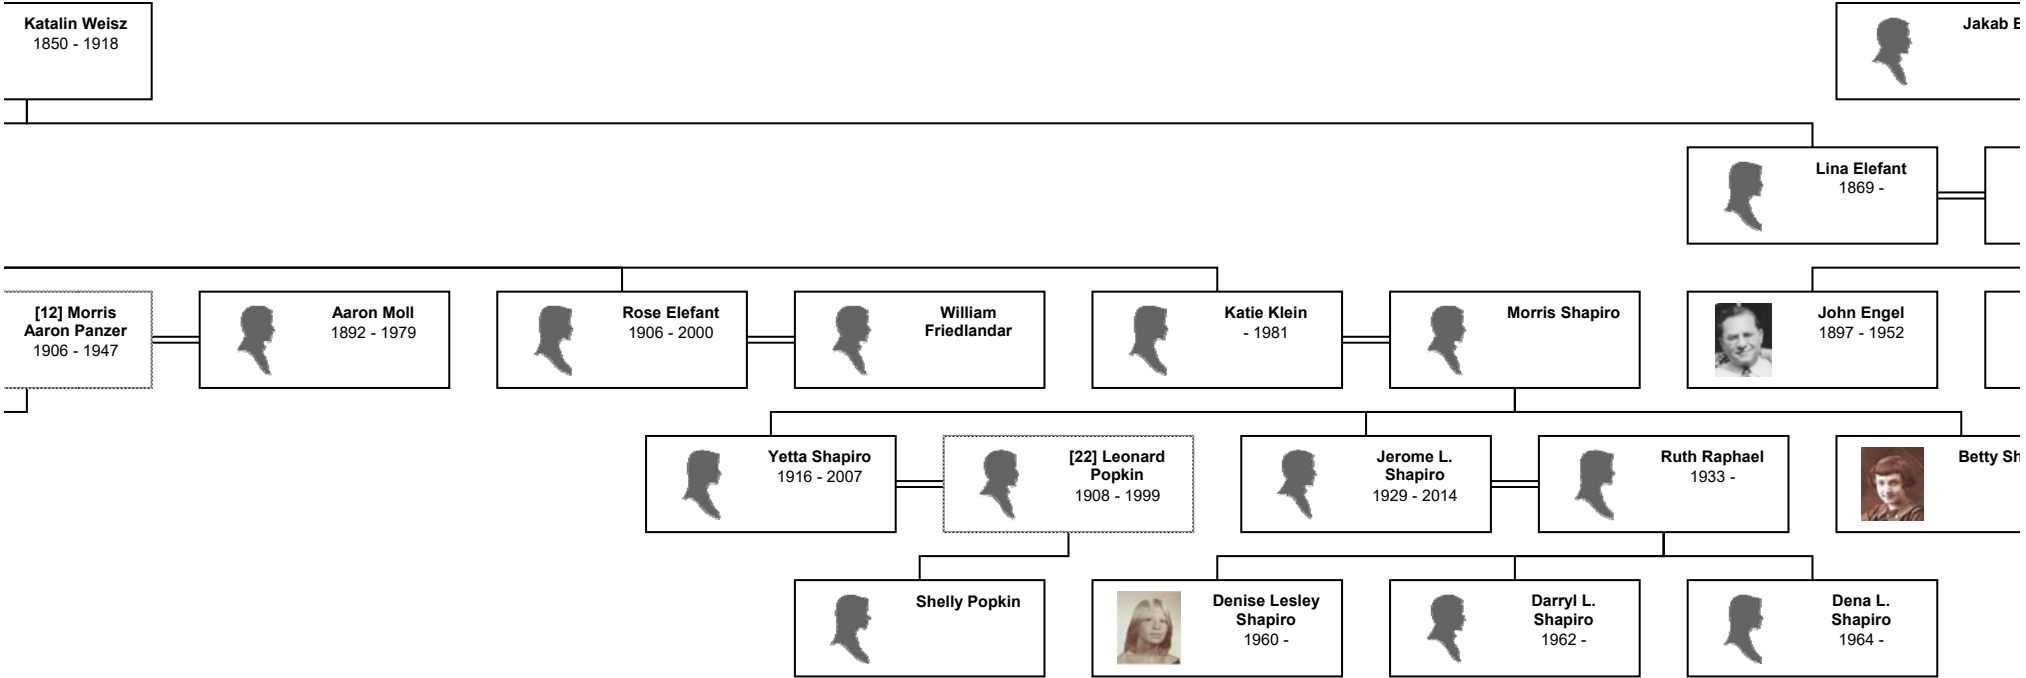 Katalin Weisz
1850 - 1918
Jakab E
Lina Elefant
1869 -
[12] Morris
Aaron Panzer
1906 - 1947
Aaron Moll
1892 - 1979
Rose Elefant
1906 - 2000
William
Friedlandar
Katie Klein
- 1981
Morris Shapiro
John Engel
1897 - 1952
Yetta Shapiro
1916 - 2007
[22] Leonard
Popkin
1908 - 1999
Jerome L.
Shapiro
1929 - 2014
Ruth Raphael
1933 -
Betty Sh
Shelly Popkin
Denise Lesley
Shapiro
1960 -
Darryl L.
Shapiro
1962 -
Dena L.
Shapiro
1964 -